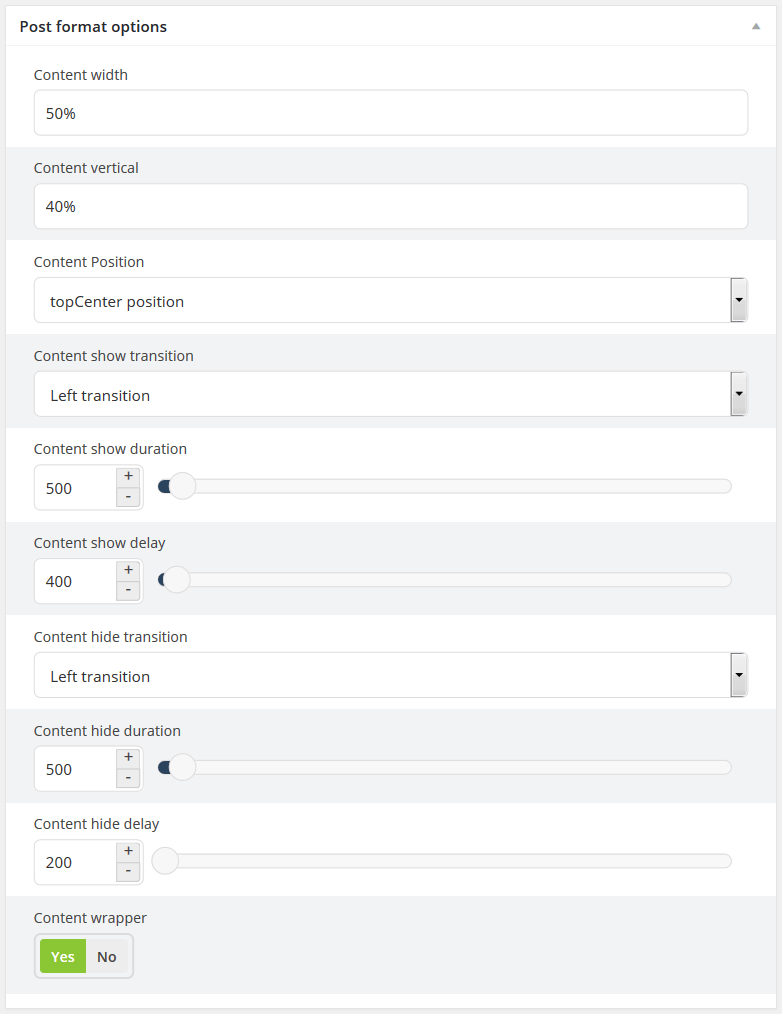 Post format options
Content width
50%
Content vertical
40%
Content Position
topCenter position
Content show transition
Left transition
Content show duration
500
+
-
Content show delay
400
+
-
Content hide transition
Left transition
Content hide duration
500
+
-
Content hide delay
200
+
-
Content wrapper
Yes No